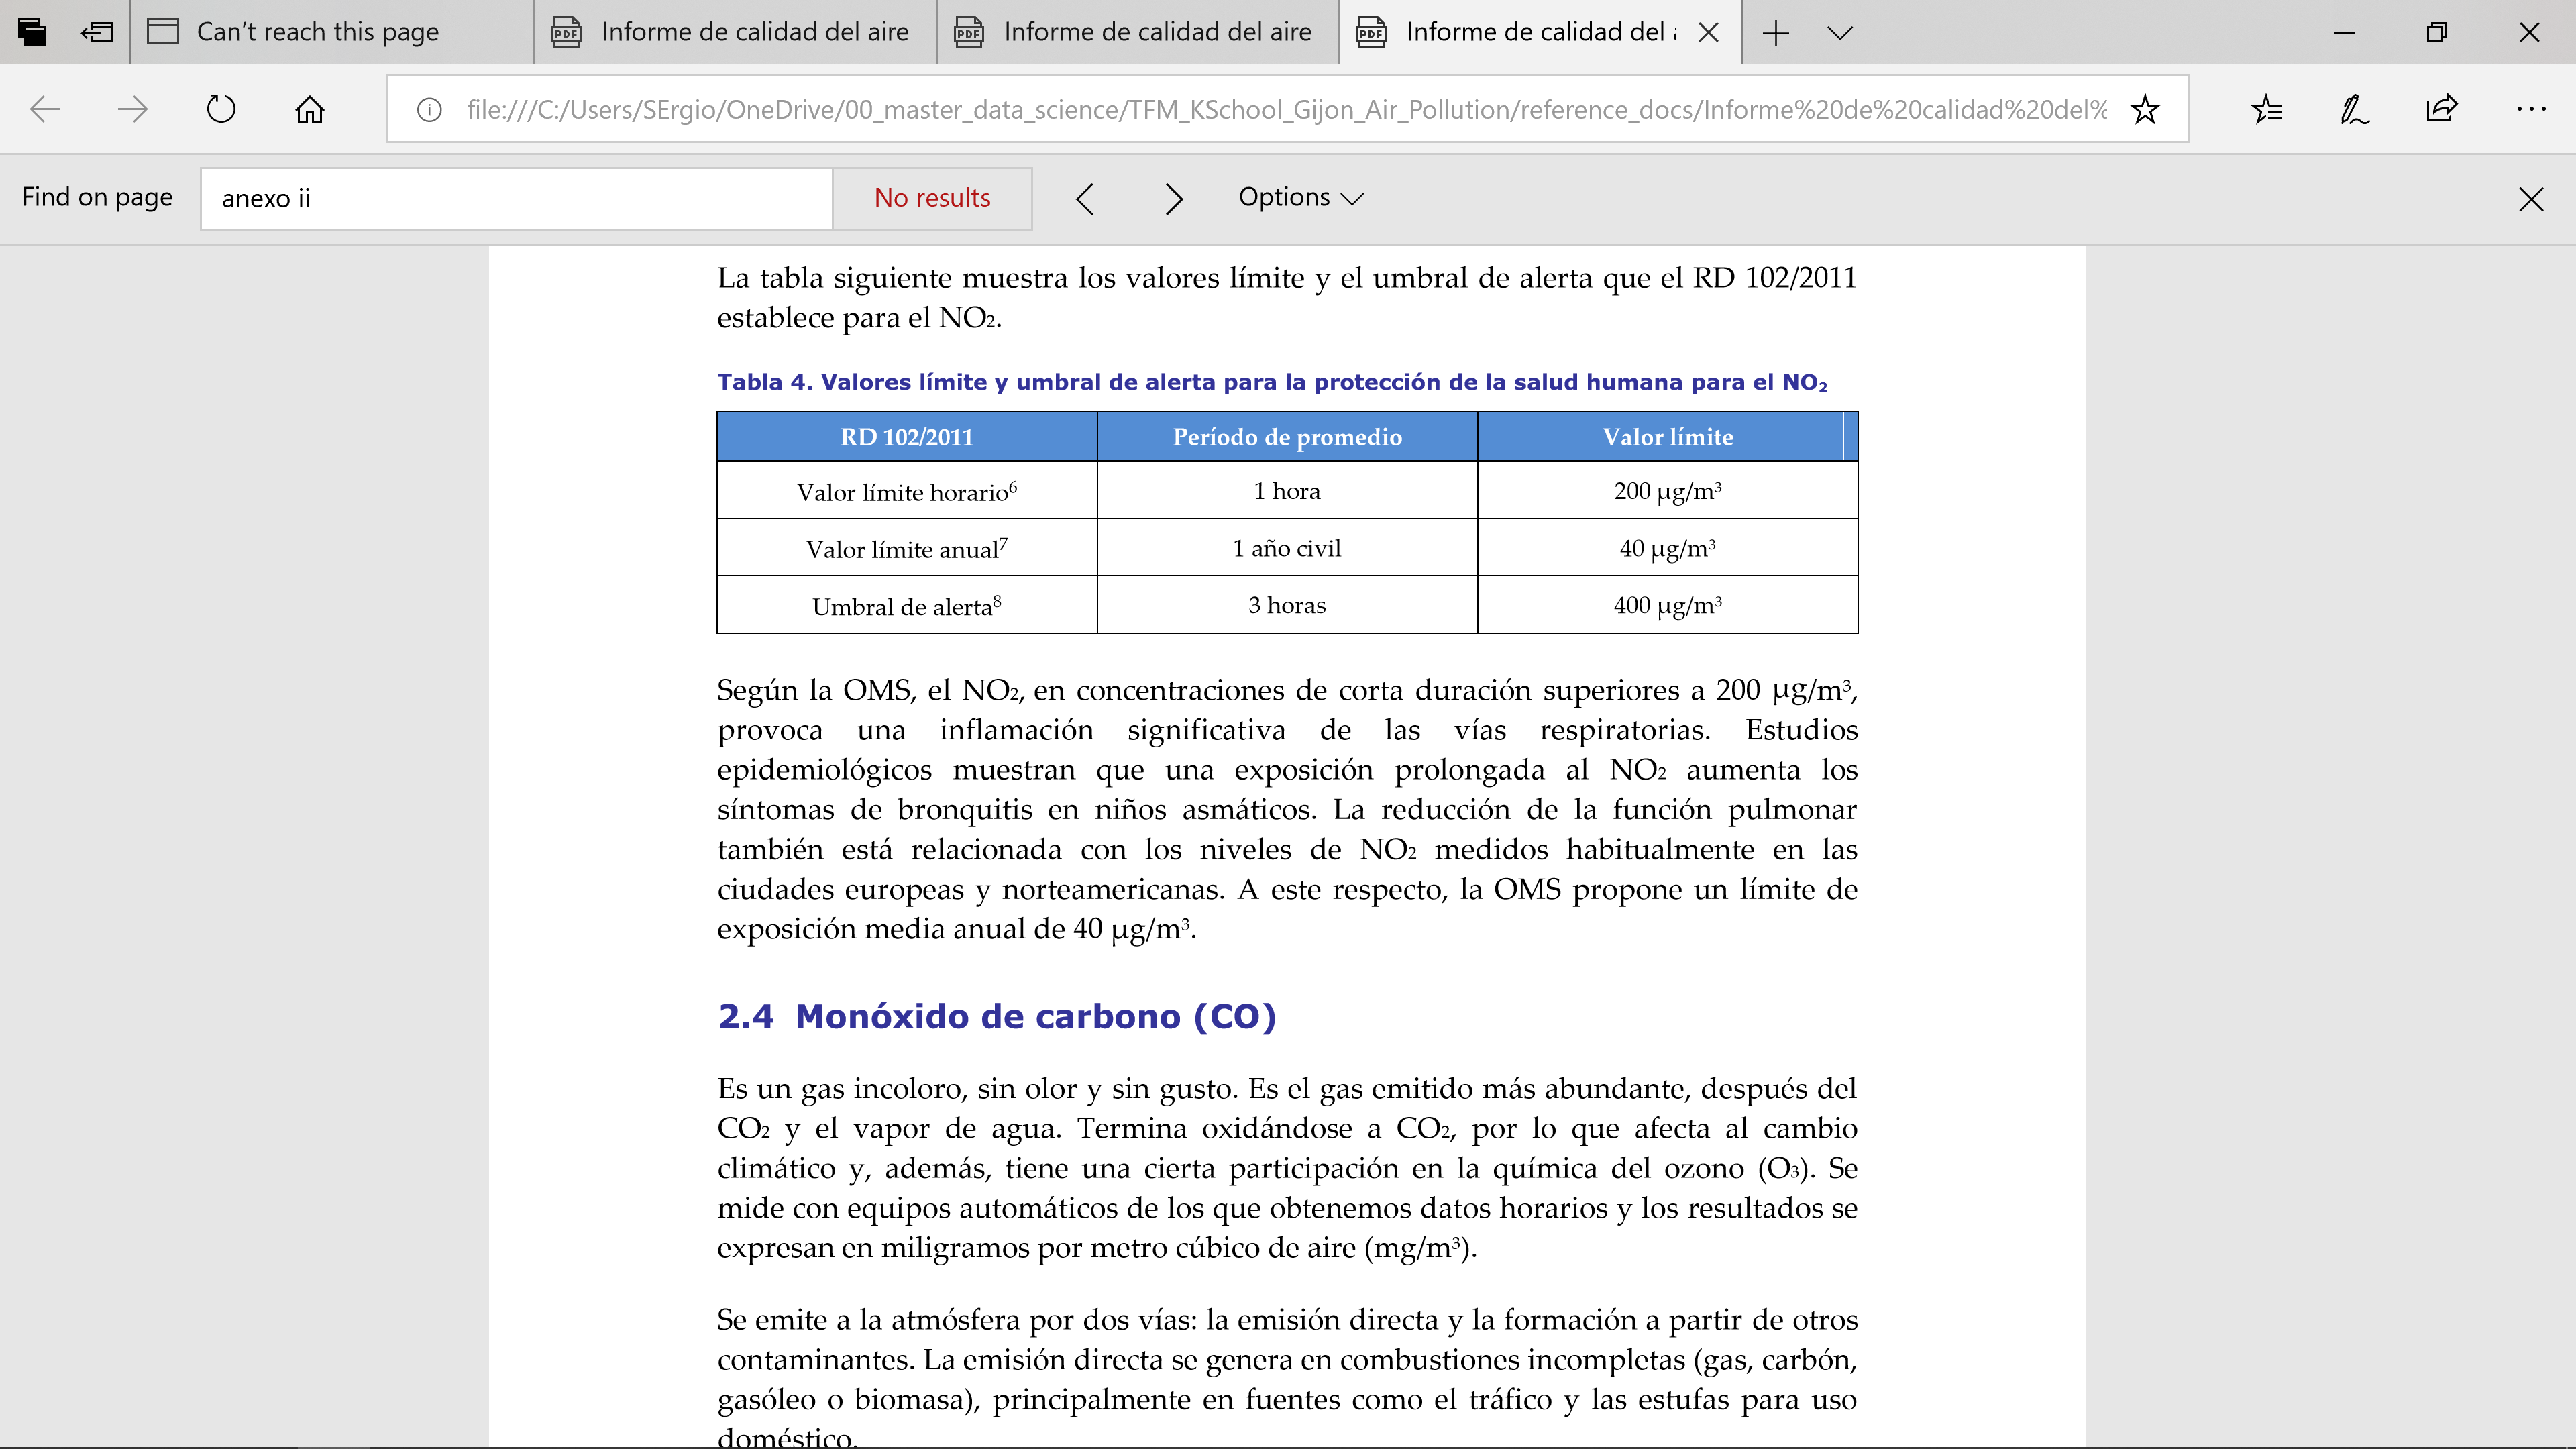 Can't reach this page
Informe de calidad del aire
Informe de calidad del aire
Informe de calidad del
file:///C:/Users/SErgio/OneDrive/00_master_data_science/TFM_KSchool_Gijon_Air_Pollution/reference_docs/Informe%20de%20calidad%20del%
Find on page
anexo ii
No results
Options
La tabla siguiente muestra los valores límite y el umbral de alerta que el RD 102/2011
establece para el NO₂.
Tabla 4. Valores límite y umbral de alerta para la protección de la salud humana para el NO₂
RD 102/2011 Período de promedio Valor límite
Valor límite horario⁶ 1 hora 200 µg/m³
Valor límite anual⁷ 1 año civil 40 µg/m³
Umbral de alerta⁸ 3 horas 400 µg/m³
Según la OMS, el NO₂, en concentraciones de corta duración superiores a 200 µg/m³,
provoca una inflamación significativa de las vías respiratorias. Estudios
epidemiológicos muestran que una exposición prolongada al NO₂ aumenta los
síntomas de bronquitis en niños asmáticos. La reducción de la función pulmonar
también está relacionada con los niveles de NO₂ medidos habitualmente en las
ciudades europeas y norteamericanas. A este respecto, la OMS propone un límite de
exposición media anual de 40 µg/m³.
2.4 Monóxido de carbono (CO)
Es un gas incoloro, sin olor y sin gusto. Es el gas emitido más abundante, después del
CO₂ y el vapor de agua. Termina oxidándose a CO₂, por lo que afecta al cambio
climático y, además, tiene una cierta participación en la química del ozono (O₃). Se
mide con equipos automáticos de los que obtenemos datos horarios y los resultados se
expresan en miligramos por metro cúbico de aire (mg/m³).
Se emite a la atmósfera por dos vías: la emisión directa y la formación a partir de otros
contaminantes. La emisión directa se genera en combustiones incompletas (gas, carbón,
gasóleo o biomasa), principalmente en fuentes como el tráfico y las estufas para uso
doméstico.